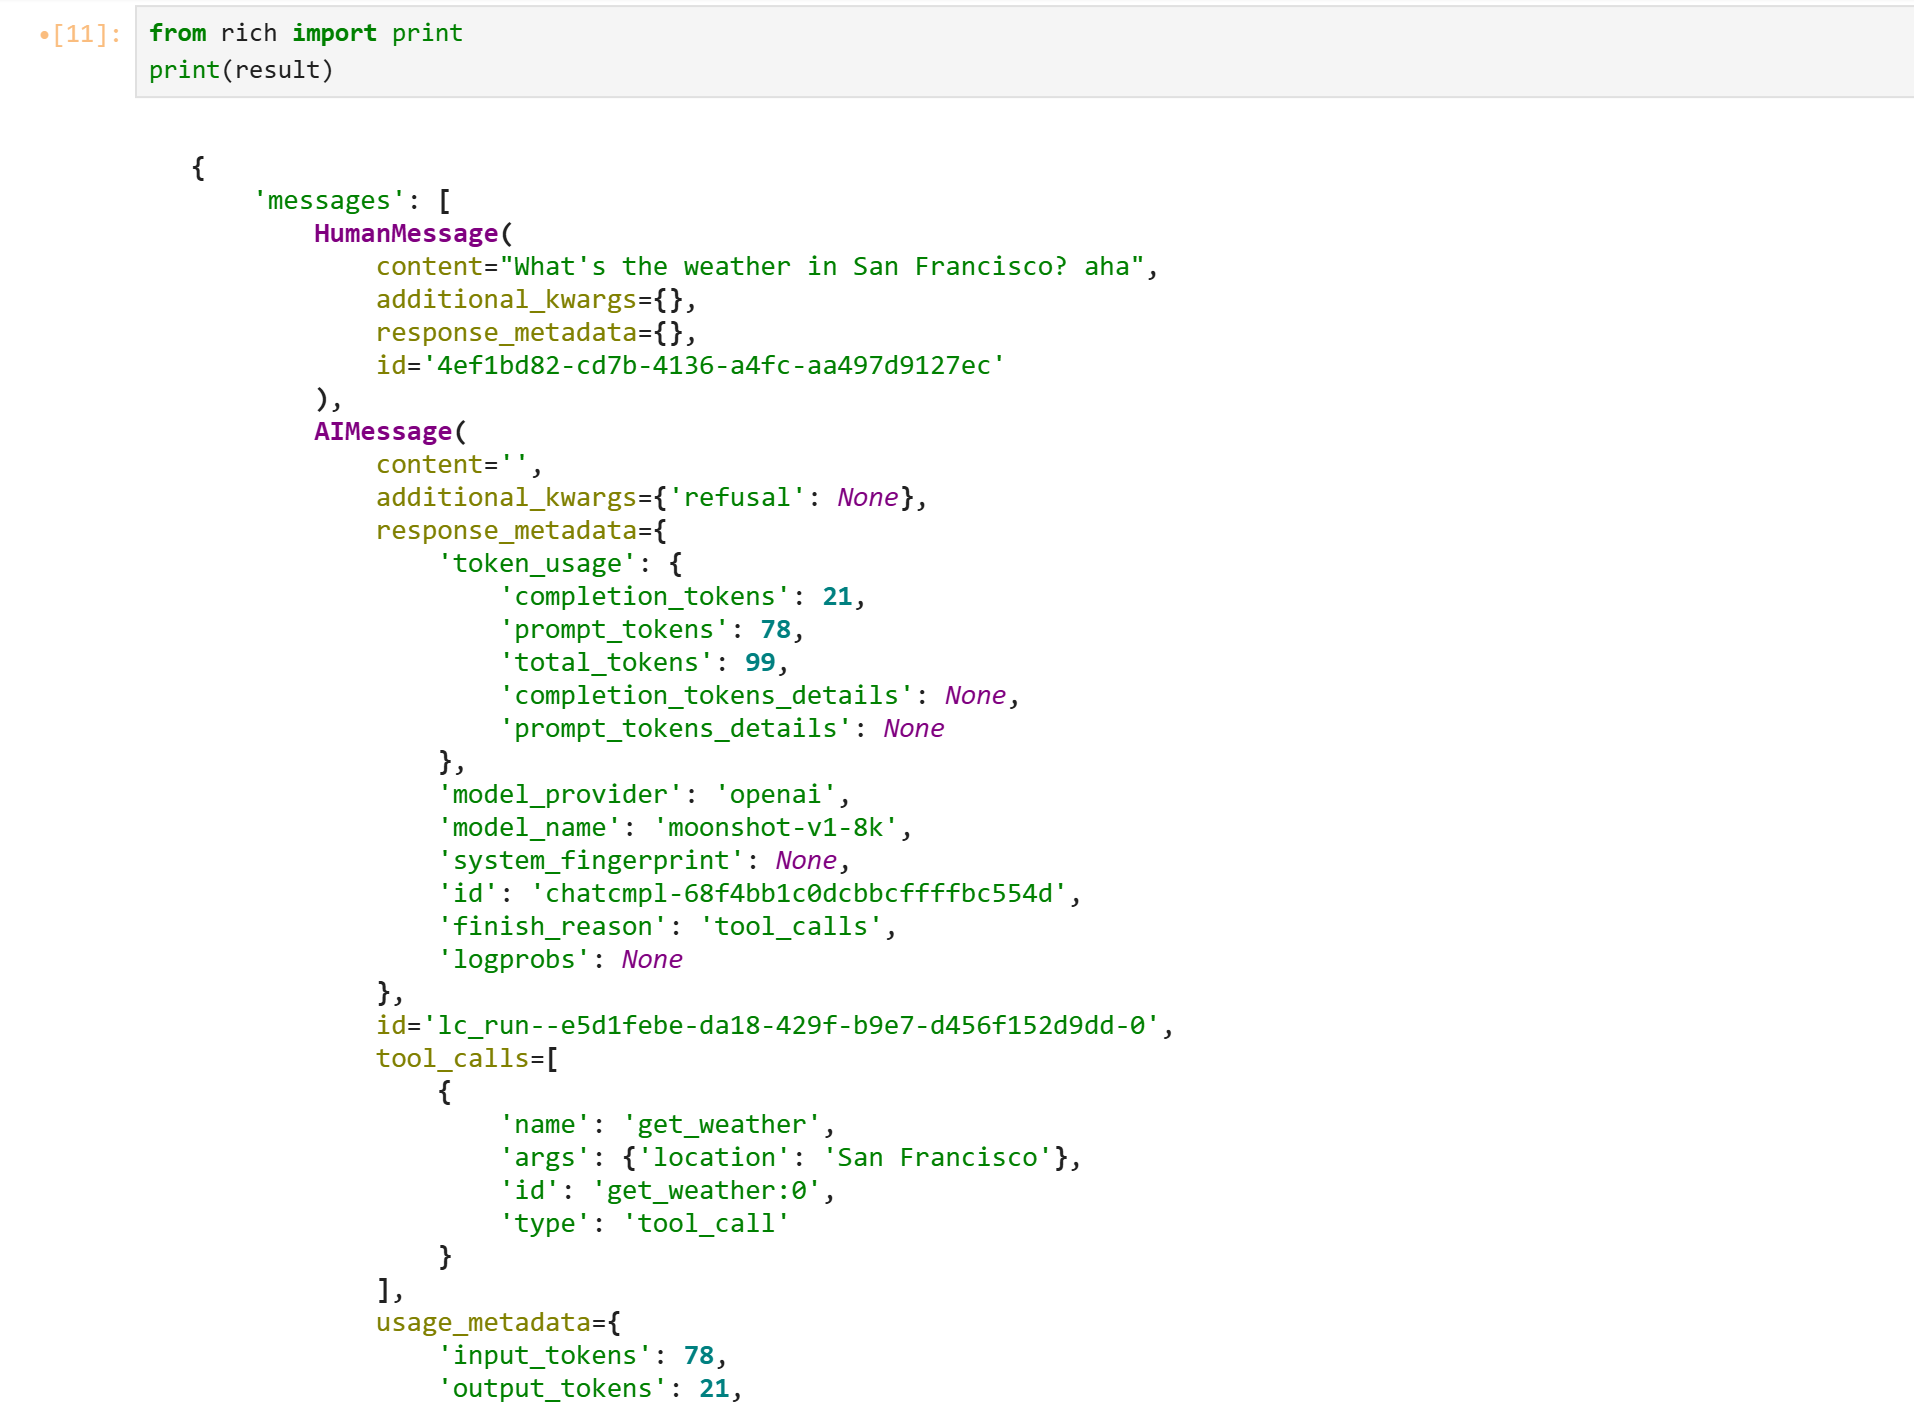 •[11]:
from rich import print
print(result)
{
    'messages': [
        HumanMessage(
            content="What's the weather in San Francisco? aha",
            additional_kwargs={},
            response_metadata={},
            id='4ef1bd82-cd7b-4136-a4fc-aa497d9127ec'
        ),
        AIMessage(
            content='',
            additional_kwargs={'refusal': None},
            response_metadata={
                'token_usage': {
                    'completion_tokens': 21,
                    'prompt_tokens': 78,
                    'total_tokens': 99,
                    'completion_tokens_details': None,
                    'prompt_tokens_details': None
                },
                'model_provider': 'openai',
                'model_name': 'moonshot-v1-8k',
                'system_fingerprint': None,
                'id': 'chatcmpl-68f4bb1c0dcbbcffffbc554d',
                'finish_reason': 'tool_calls',
                'logprobs': None
            },
            id='lc_run--e5d1febe-da18-429f-b9e7-d456f152d9dd-0',
            tool_calls=[
                {
                    'name': 'get_weather',
                    'args': {'location': 'San Francisco'},
                    'id': 'get_weather:0',
                    'type': 'tool_call'
                }
            ],
            usage_metadata={
                'input_tokens': 78,
                'output_tokens': 21,